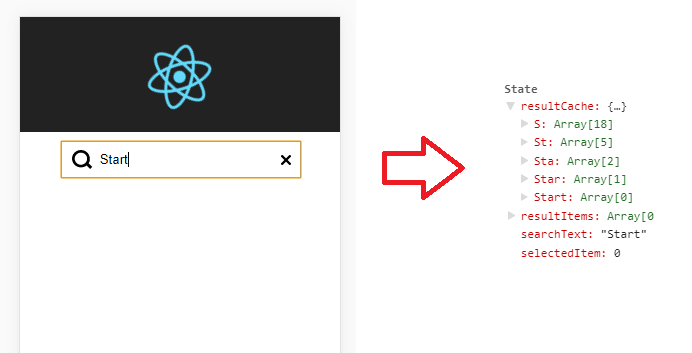 Start
State
resultCache: {…}
S: Array[18]
St: Array[5]
Sta: Array[2]
Star: Array[1]
Start: Array[0]
resultItems: Array[0
searchText: "Start"
selectedItem: 0